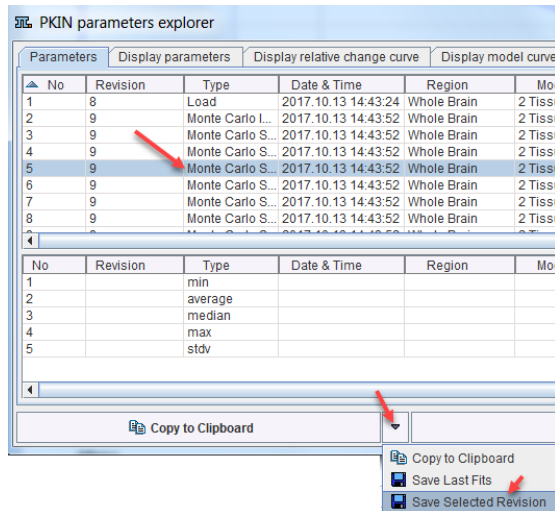 PKIN parameters explorer
Parameters Display parameters Display relative change curve Display model curve
No Revision Type Date & Time Region Mo
1 8 Load 2017.10.13 14:43:24 Whole Brain 2 Tiss
2 9 Monte Carlo I... 2017.10.13 14:43:52 Whole Brain 2 Tiss
3 9 Monte Carlo S... 2017.10.13 14:43:52 Whole Brain 2 Tiss
4 9 Monte Carlo S... 2017.10.13 14:43:52 Whole Brain 2 Tiss
5 9 Monte Carlo S... 2017.10.13 14:43:52 Whole Brain 2 Tiss
6 9 Monte Carlo S... 2017.10.13 14:43:52 Whole Brain 2 Tiss
7 9 Monte Carlo S... 2017.10.13 14:43:52 Whole Brain 2 Tiss
8 9 Monte Carlo S... 2017.10.13 14:43:52 Whole Brain 2 Tiss
No Revision Type Date & Time Region Mo
1 min
2 average
3 median
4 max
5 stdv
Copy to Clipboard
Copy to Clipboard
Save Last Fits
Save Selected Revision